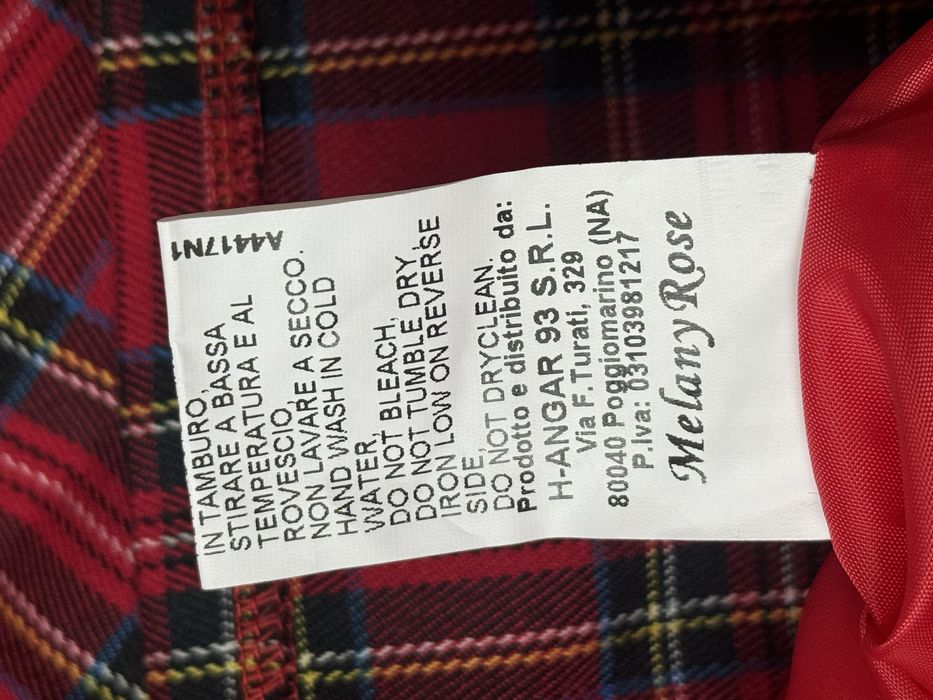 A4417N1
IN TAMBURO,
STIRARE A BASSA
TEMPERATURA E AL
ROVESCIO,
NON LAVARE A SECCO.
HAND WASH IN COLD
WATER,
DO NOT BLEACH,
DO NOT TUMBLE DRY,
IRON LOW ON REVERSE
SIDE,
DO NOT DRYCLEAN.
Prodotto e distribuito da:
H-ANGAR 93 S.R.L.
Via F.Turati, 329
80040 Poggiomarino (NA)
P.Iva: 03103981217
Melany Rose